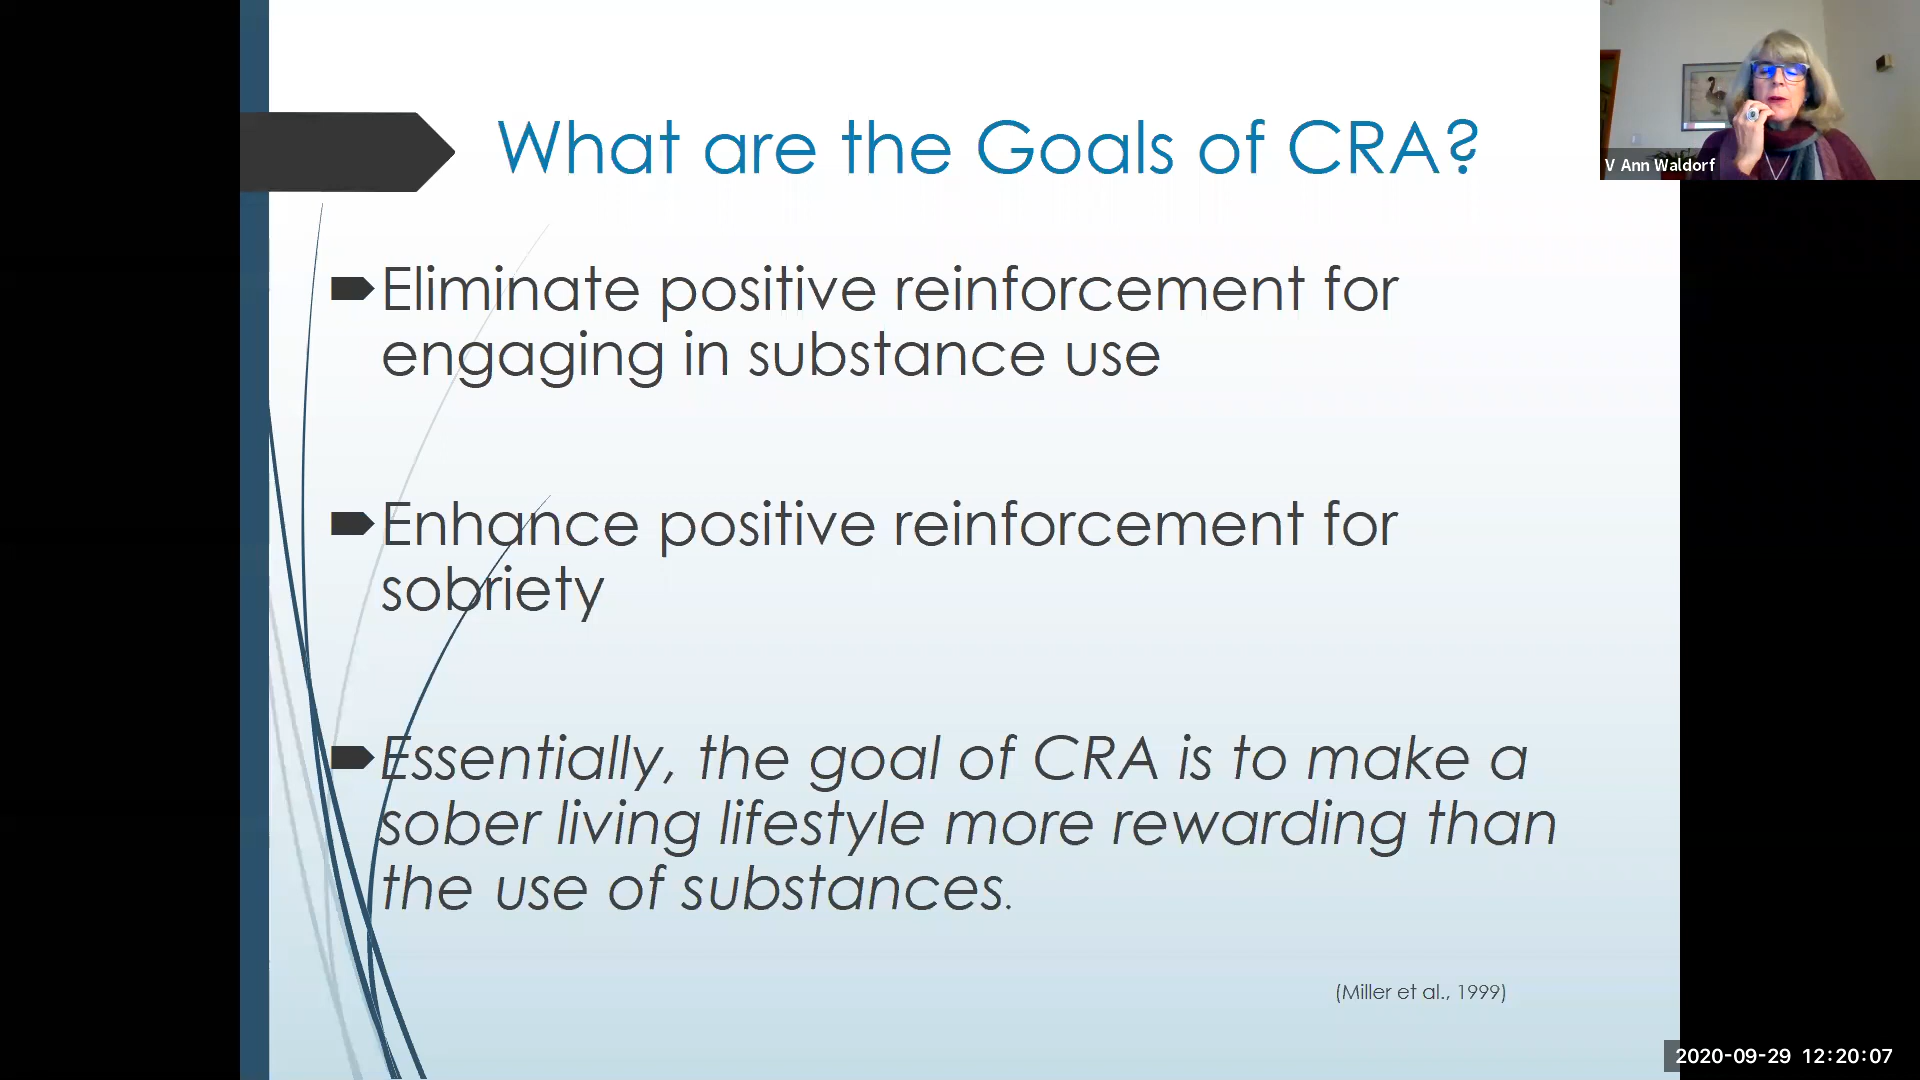 What are the Goals of CRA?
V Ann Waldorf
Eliminate positive reinforcement for
engaging in substance use
Enhance positive reinforcement for
sobriety
Essentially, the goal of CRA is to make a
sober living lifestyle more rewarding than
the use of substances.
(Miller et al., 1999)
2020-09-29 12:20:07